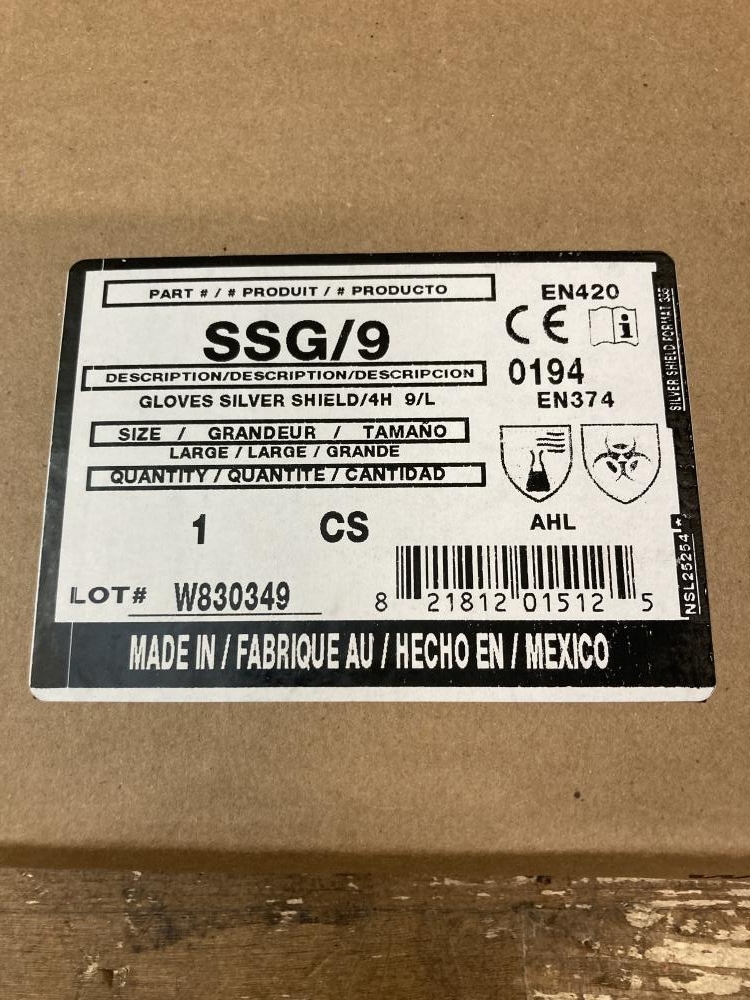 PART # / # PRODUIT / # PRODUCTO
SSG/9
DESCRIPTION/DESCRIPTION/DESCRIPCION
GLOVES SILVER SHIELD/4H 9/L
SIZE / GRANDEUR / TAMAÑO
LARGE / LARGE / GRANDE
QUANTITY / QUANTITE / CANTIDAD
1 CS
LOT# W830349
EN420
CE i
0194
EN374
AHL
8 21812 01512 5
SILVER SHIELD FORMAT 355
NSL25254 *
MADE IN / FABRIQUE AU / HECHO EN / MEXICO